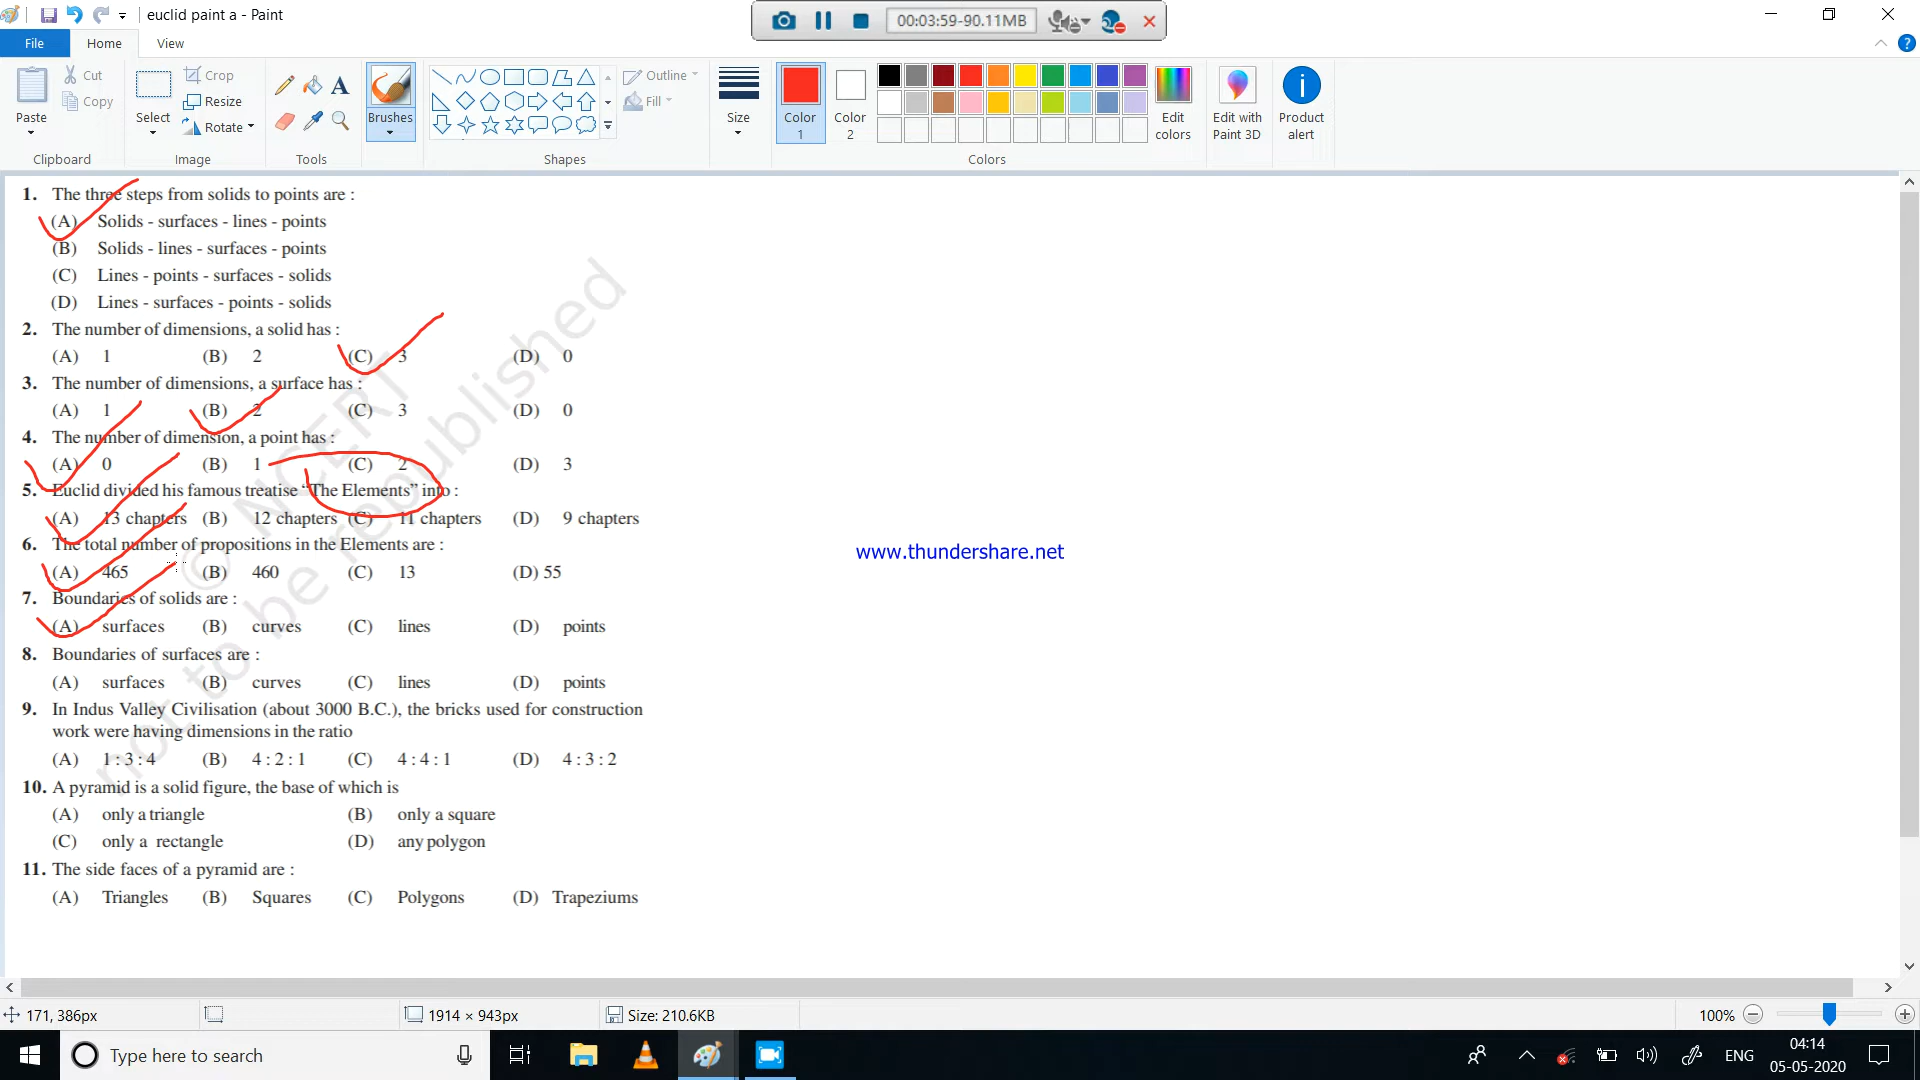 euclid paint a - Paint
00:03:59-90.11MB
File Home View
Cut
Copy
Paste
Clipboard
Crop
Resize
Rotate
Select
Image
Tools
Brushes
Outline
Fill
Shapes
Size
Color 1
Color 2
Edit colors
Colors
Edit with Paint 3D
Product alert
1. The three steps from solids to points are :
(A) Solids - surfaces - lines - points
(B) Solids - lines - surfaces - points
(C) Lines - points - surfaces - solids
(D) Lines - surfaces - points - solids
2. The number of dimensions, a solid has :
(A) 1 (B) 2 (C) 3 (D) 0
3. The number of dimensions, a surface has :
(A) 1 (B) 2 (C) 3 (D) 0
4. The number of dimension, a point has :
(A) 0 (B) 1 (C) 2 (D) 3
5. Euclid divided his famous treatise “The Elements” into :
(A) 13 chapters (B) 12 chapters (C) 11 chapters (D) 9 chapters
6. The total number of propositions in the Elements are :
(A) 465 (B) 460 (C) 13 (D) 55
7. Boundaries of solids are :
(A) surfaces (B) curves (C) lines (D) points
8. Boundaries of surfaces are :
(A) surfaces (B) curves (C) lines (D) points
9. In Indus Valley Civilisation (about 3000 B.C.), the bricks used for construction
work were having dimensions in the ratio
(A) 1 : 3 : 4 (B) 4 : 2 : 1 (C) 4 : 4 : 1 (D) 4 : 3 : 2
10. A pyramid is a solid figure, the base of which is
(A) only a triangle (B) only a square
(C) only a rectangle (D) any polygon
11. The side faces of a pyramid are :
(A) Triangles (B) Squares (C) Polygons (D) Trapeziums
© NCERT
not to be republished
www.thundershare.net
171, 386px
1914 × 943px
Size: 210.6KB
100%
Type here to search
ENG
04:14
05-05-2020